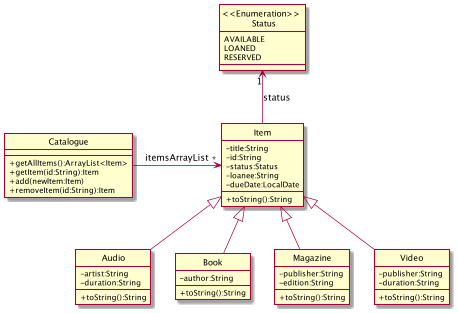 <<Enumeration>>
Status
AVAILABLE
LOANED
RESERVED
1
status
Item
-title:String
-id:String
-status:Status
-loanee:String
-dueDate:LocalDate
+toString():String
Catalogue
+getAllItems():ArrayList<Item>
+getItem(id:String):Item
+add(newItem:Item)
+removeItem(id:String):Item
itemsArrayList *
Audio
-artist:String
-duration:String
+toString():String
Book
-author:String
+toString():String
Magazine
-publisher:String
-edition:String
+toString():String
Video
-publisher:String
-duration:String
+toString():String